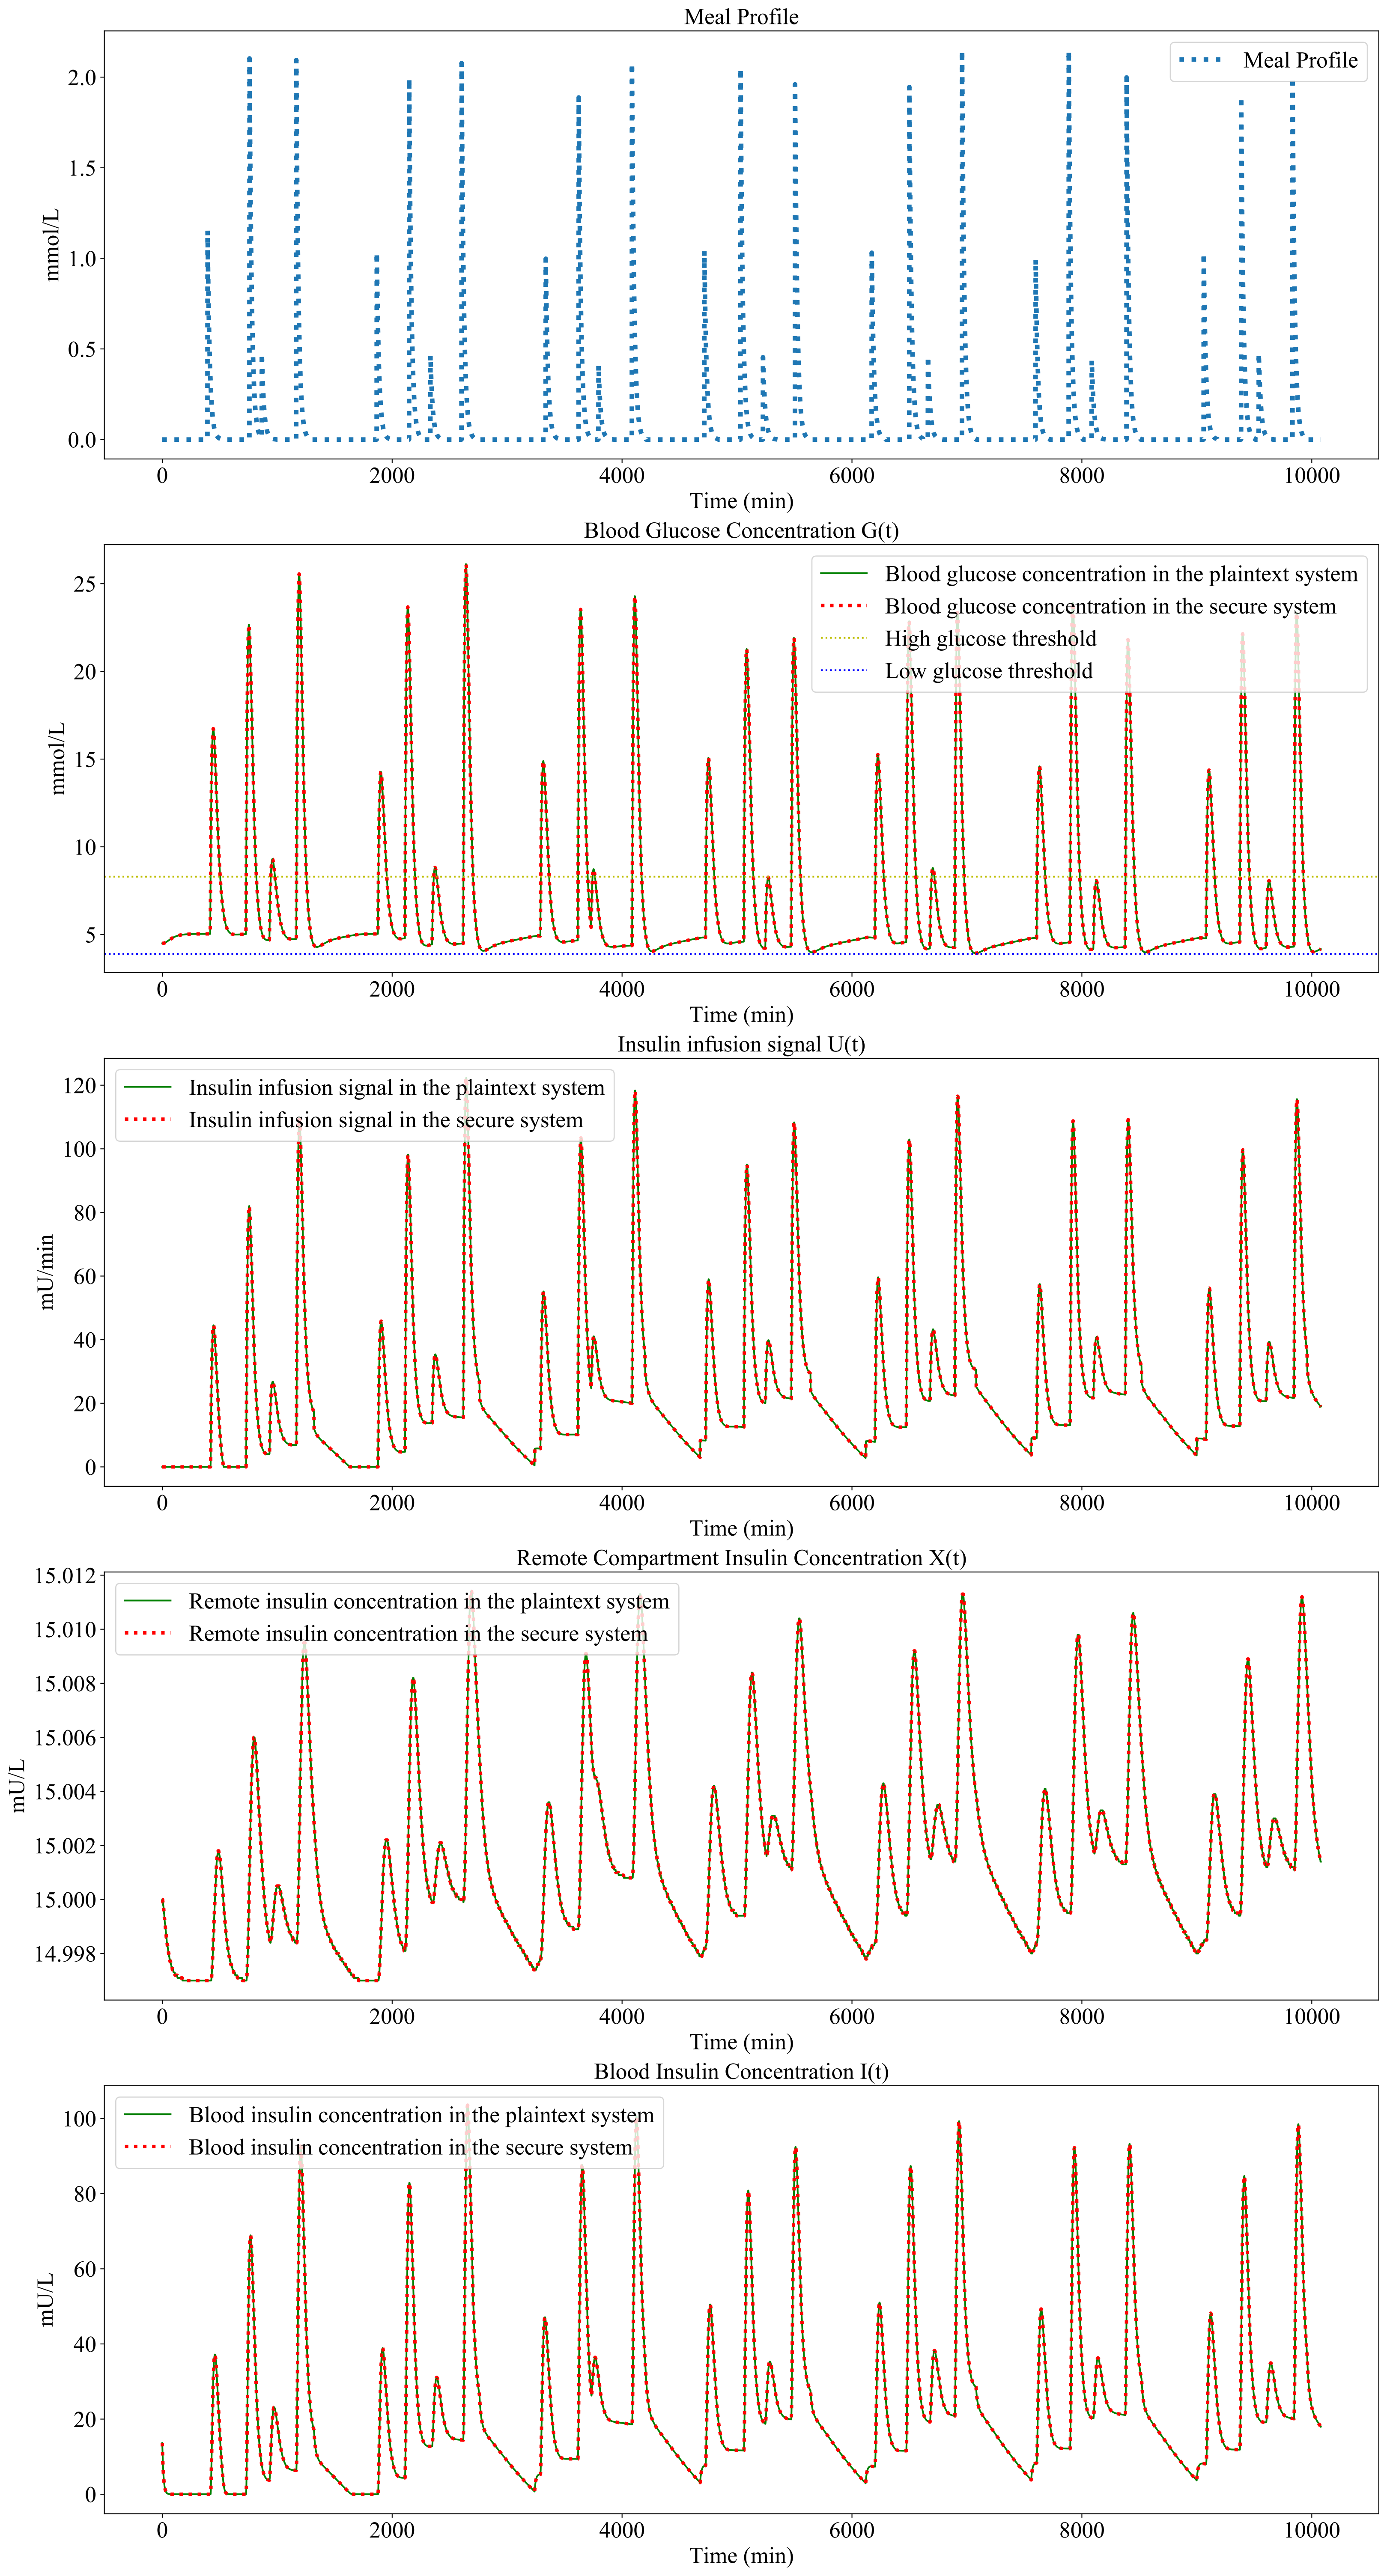 Meal Profile
Meal Profile
2.0
1.5
1.0
0.5
0.0
mmol/L
0 2000 4000 6000 8000 10000
Time (min)
Blood Glucose Concentration G(t)
Blood glucose concentration in the plaintext system
Blood glucose concentration in the secure system
High glucose threshold
Low glucose threshold
25
20
15
10
5
mmol/L
0 2000 4000 6000 8000 10000
Time (min)
Insulin infusion signal U(t)
Insulin infusion signal in the plaintext system
Insulin infusion signal in the secure system
120
100
80
60
40
20
0
mU/min
0 2000 4000 6000 8000 10000
Time (min)
Remote Compartment Insulin Concentration X(t)
Remote insulin concentration in the plaintext system
Remote insulin concentration in the secure system
15.012
15.010
15.008
15.006
15.004
15.002
15.000
14.998
mU/L
0 2000 4000 6000 8000 10000
Time (min)
Blood Insulin Concentration I(t)
Blood insulin concentration in the plaintext system
Blood insulin concentration in the secure system
100
80
60
40
20
0
mU/L
0 2000 4000 6000 8000 10000
Time (min)